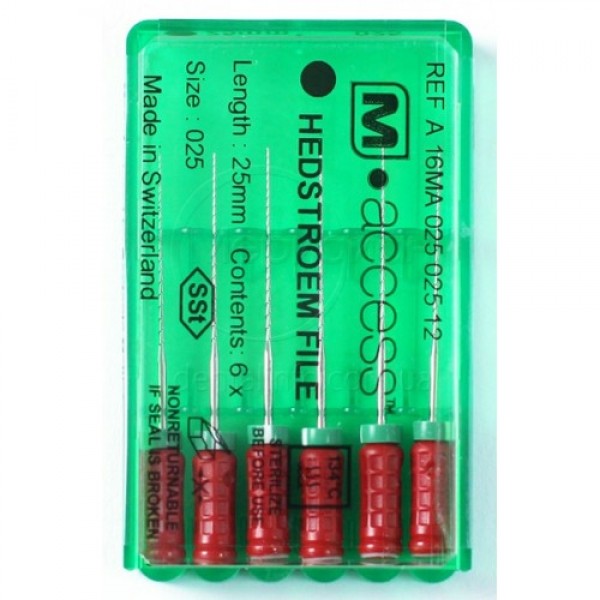 REF A 16MA 025 025 12
M•access™
HEDSTROEM FILE
Length : 25mm Contents: 6 x
Size : 025
Made in Switzerland
SSt
134°C
STERILIZE
BEFORE USE
NONRETURNABLE
IF SEAL IS BROKEN